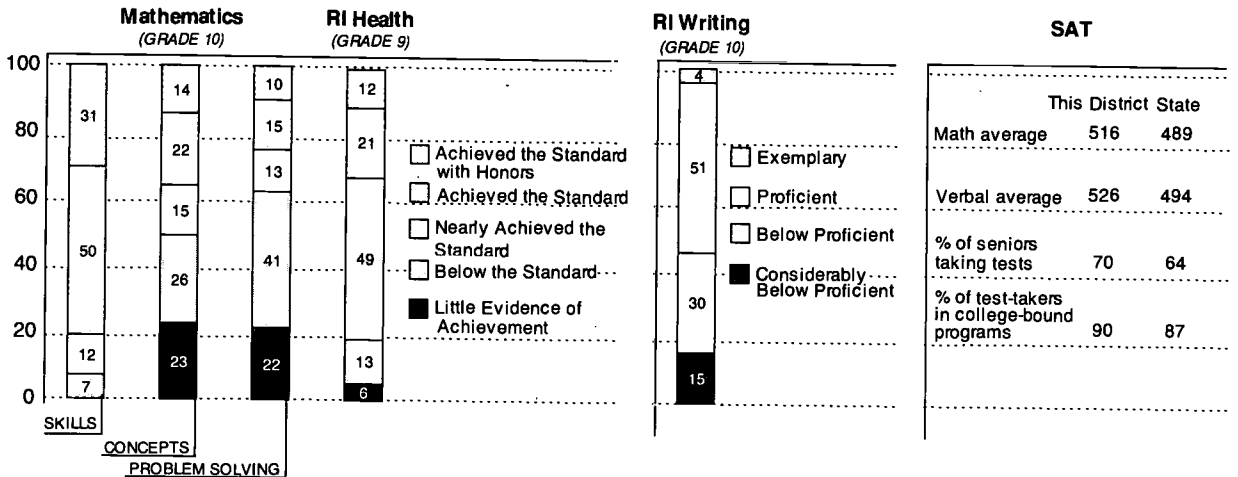 Mathematics
(GRADE 10)
RI Health
(GRADE 9)
100
80
60
40
20
0
31
50
12
7
14
22
15
26
23
10
15
13
41
22
12
21
49
13
6
SKILLS
CONCEPTS
PROBLEM SOLVING
Achieved the Standard
with Honors
Achieved the Standard
Nearly Achieved the
Standard
Below the Standard
Little Evidence of
Achievement
RI Writing
(GRADE 10)
4
51
30
15
Exemplary
Proficient
Below Proficient
Considerably
Below Proficient
SAT
This District State
Math average 516 489
Verbal average 526 494
% of seniors
taking tests 70 64
% of test-takers
in college-bound
programs 90 87